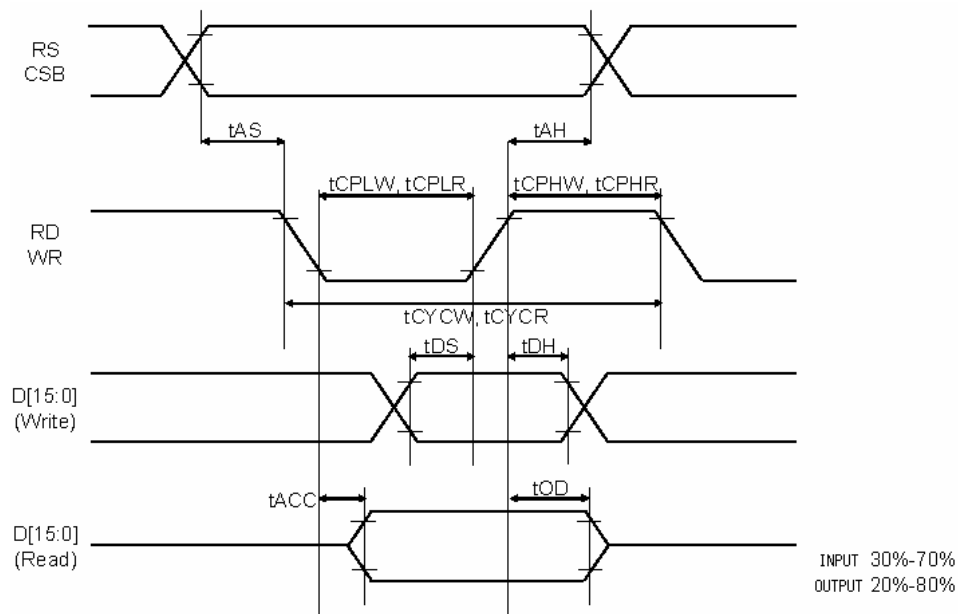 RS
CSB
tAS
tAH
tCPLW, tCPLR
tCPHW, tCPHR
RD
WR
tCYCW, tCYCR
tDS
tDH
D[15:0]
(Write)
tACC
tOD
D[15:0]
(Read)
INPUT 30%-70%
OUTPUT 20%-80%